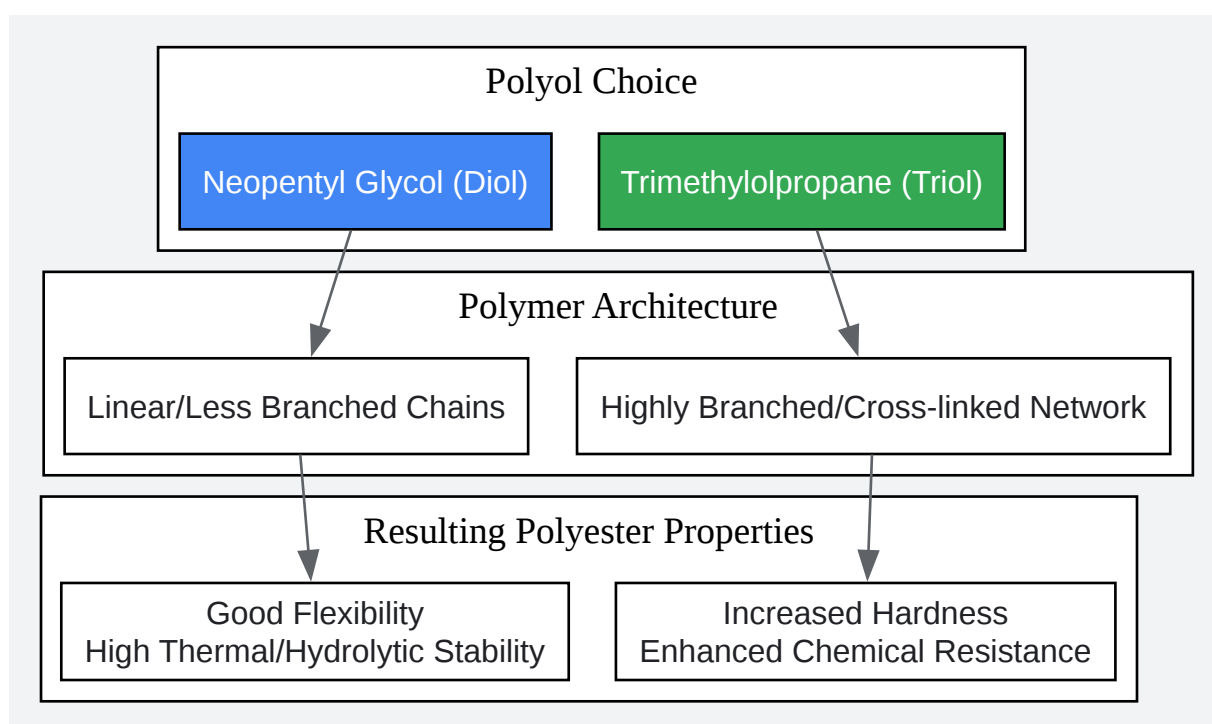 Polyol Choice
Neopentyl Glycol (Diol)
Trimethylolpropane (Triol)
Polymer Architecture
Linear/Less Branched Chains
Highly Branched/Cross-linked Network
Resulting Polyester Properties
Good Flexibility
High Thermal/Hydrolytic Stability
Increased Hardness
Enhanced Chemical Resistance